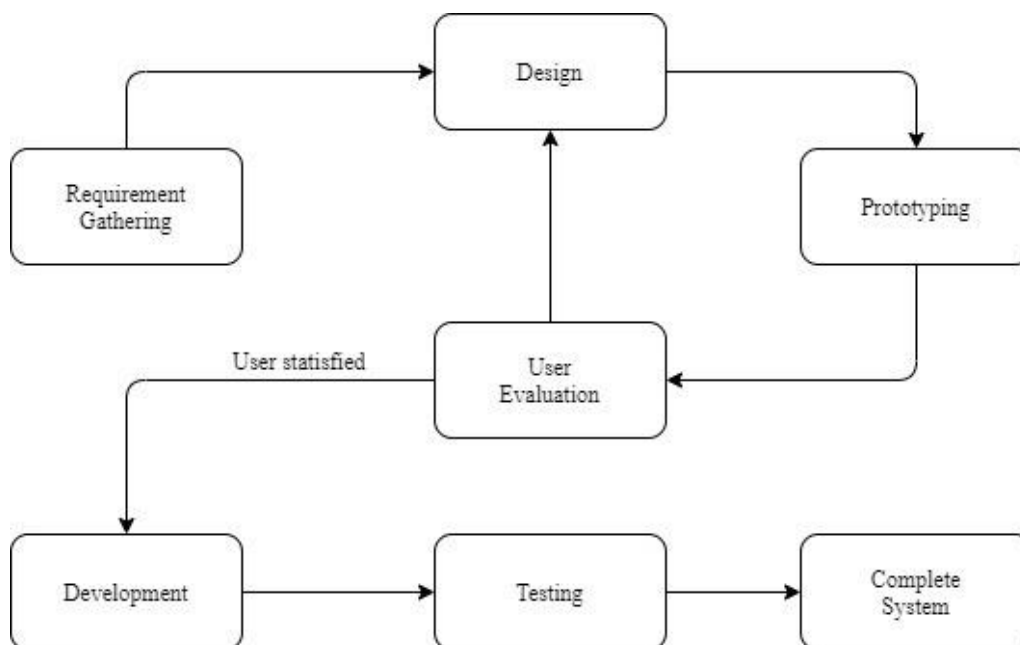 Design
Requirement
Gathering
Prototyping
User statisfied
User
Evaluation
Development
Testing
Complete
System